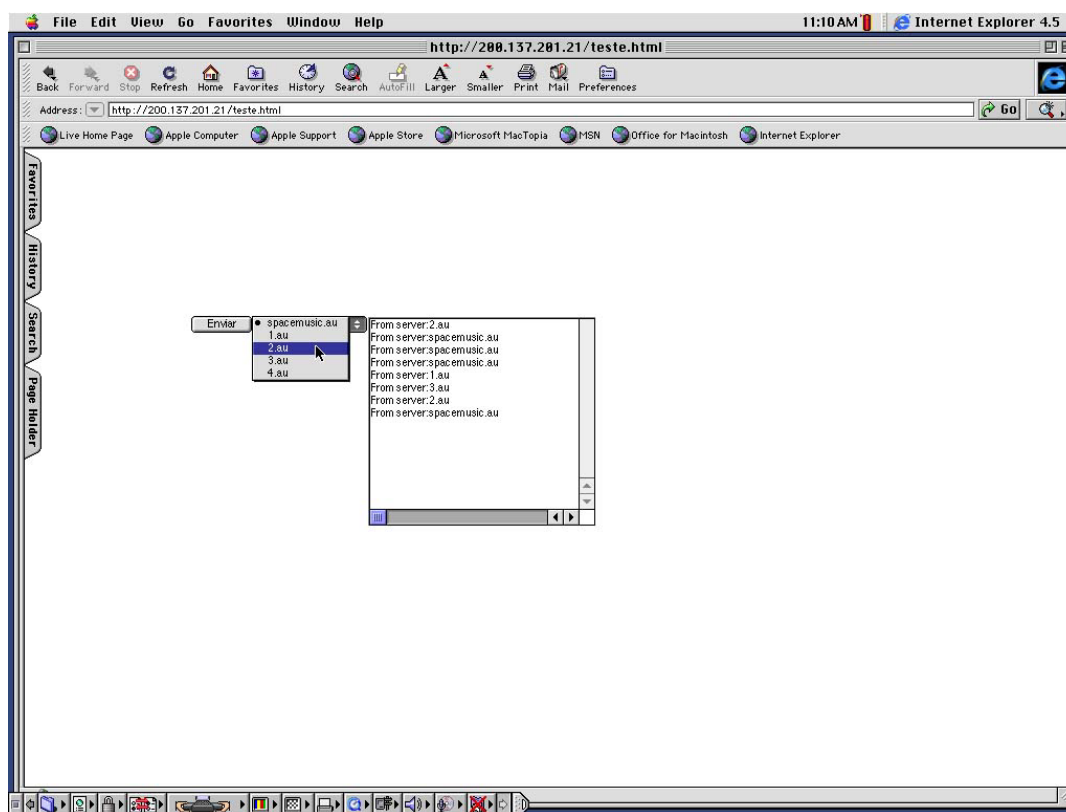 File Edit View Go Favorites Window Help 11:10 AM Internet Explorer 4.5
http://200.137.201.21/teste.html
Back Forward Stop Refresh Home Favorites History Search AutoFill Larger Smaller Print Mail Preferences
Address: http://200.137.201.21/teste.html Go
Live Home Page Apple Computer Apple Support Apple Store Microsoft MacTopia MSN Office for Macintosh Internet Explorer
Favorites
History
Search
Page Holder
Enviar
spacemusic.au
1.au
2.au
3.au
4.au
From server:2.au
From server:spacemusic.au
From server:spacemusic.au
From server:spacemusic.au
From server:1.au
From server:3.au
From server:2.au
From server:spacemusic.au